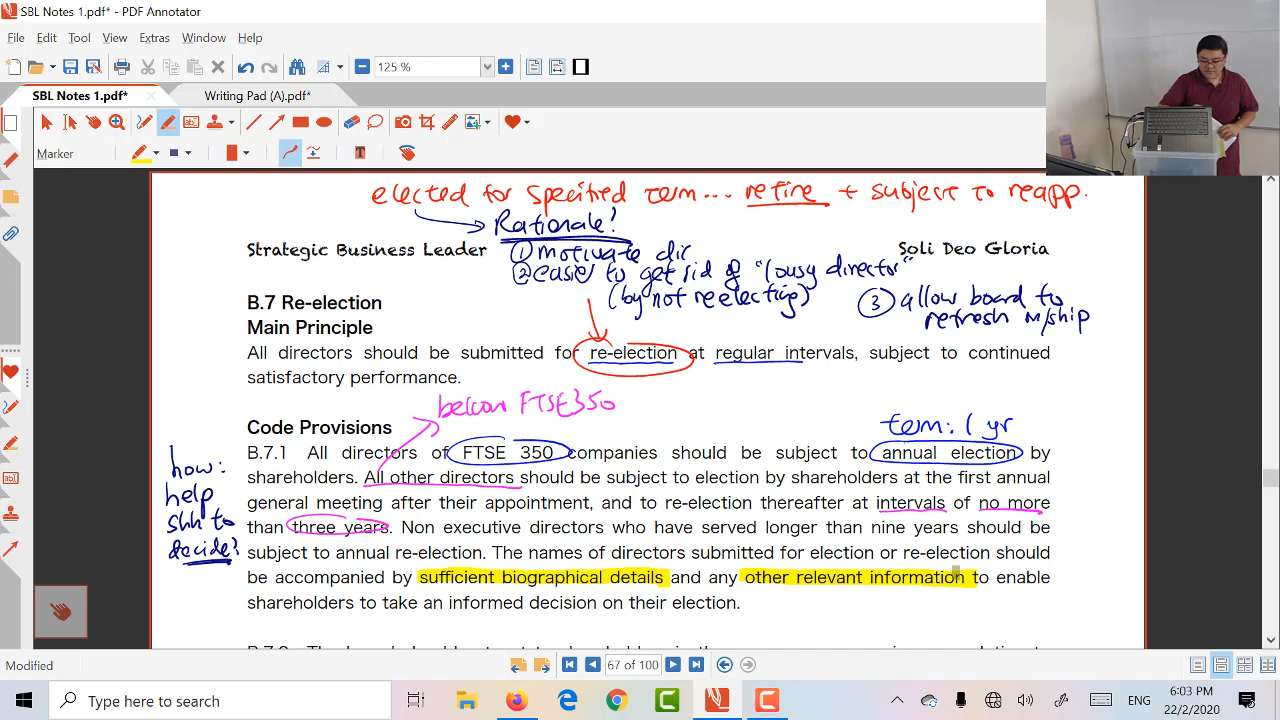 SBL Notes 1.pdf* - PDF Annotator
File Edit Tool View Extras Window Help
125 %
SBL Notes 1.pdf* Writing Pad (A).pdf*
Marker
elected for specified term... retire + subject to reapp.
Rationale?
Strategic Business Leader
Soli Deo Gloria
① motivate dir
② easier to get rid of "lousy director"
(by not reelecting)
③ allow board to
refresh m/ship
B.7 Re-election
Main Principle
All directors should be submitted for re-election at regular intervals, subject to continued
satisfactory performance.
below FTSE350
Code Provisions
term: 1 yr
B.7.1 All directors of FTSE 350 companies should be subject to annual election by
shareholders. All other directors should be subject to election by shareholders at the first annual
general meeting after their appointment, and to re-election thereafter at intervals of no more
than three years. Non executive directors who have served longer than nine years should be
subject to annual re-election. The names of directors submitted for election or re-election should
be accompanied by sufficient biographical details and any other relevant information to enable
shareholders to take an informed decision on their election.
how:
help
shh to
decide?
Modified
67 of 100
Type here to search
ENG
6:03 PM
22/2/2020